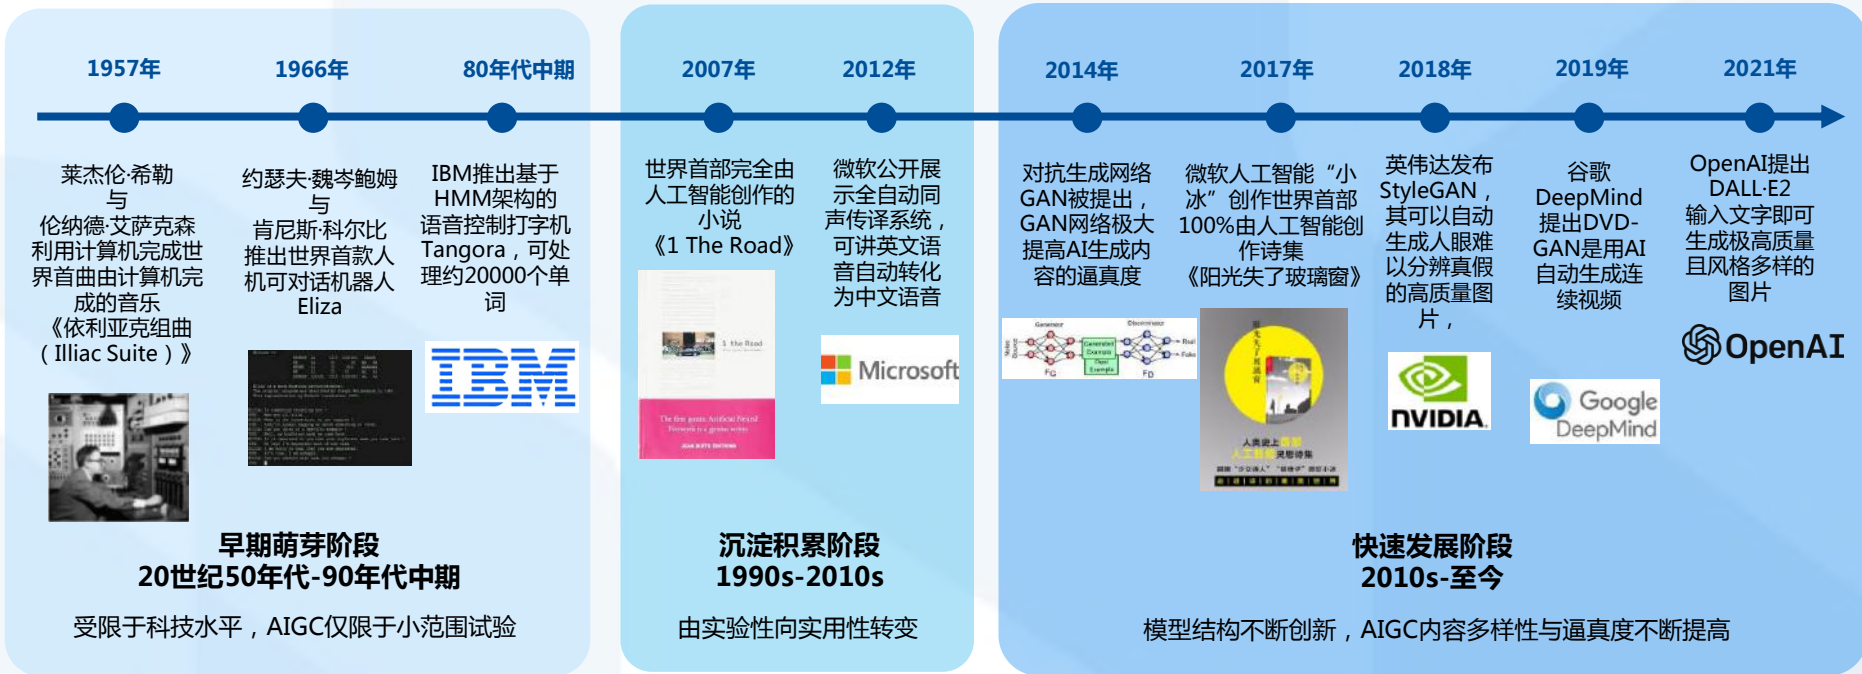 1957年
莱杰伦·希勒
与
伦纳德·艾萨克森
利用计算机完成世
界首曲由计算机完
成的音乐
《依利亚克组曲
（Illiac Suite）》
1966年
约瑟夫·魏岑鲍姆
与
肯尼斯·科尔比
推出世界首款人
机可对话机器人
Eliza
80年代中期
IBM推出基于
HMM架构的
语音控制打字机
Tangora，可处
理约20000个单
词
IBM
早期萌芽阶段
20世纪50年代-90年代中期
受限于科技水平，AIGC仅限于小范围试验
2007年
世界首部完全由
人工智能创作的
小说
《1 The Road》
1 the Road
2012年
微软公开展
示全自动同
声传译系统，
可讲英文语
音自动转化
为中文语音
Microsoft
沉淀积累阶段
1990s-2010s
由实验性向实用性转变
2014年
对抗生成网络
GAN被提出，
GAN网络极大
提高AI生成内
容的逼真度
Generator
Discriminator
Real
Fake
FG
FD
2017年
微软人工智能“小
冰”创作世界首部
100%由人工智能创
作诗集
《阳光失了玻璃窗》
人类史上首部
人工智能灵思诗集
2018年
英伟达发布
StyleGAN，
其可以自动
生成人眼难
以分辨真假
的高质量图
片，
NVIDIA
2019年
谷歌
DeepMind
提出DVD-
GAN是用AI
自动生成连
续视频
Google
DeepMind
2021年
OpenAI提出
DALL·E2
输入文字即可
生成极高质量
且风格多样的
图片
OpenAI
快速发展阶段
2010s-至今
模型结构不断创新，AIGC内容多样性与逼真度不断提高